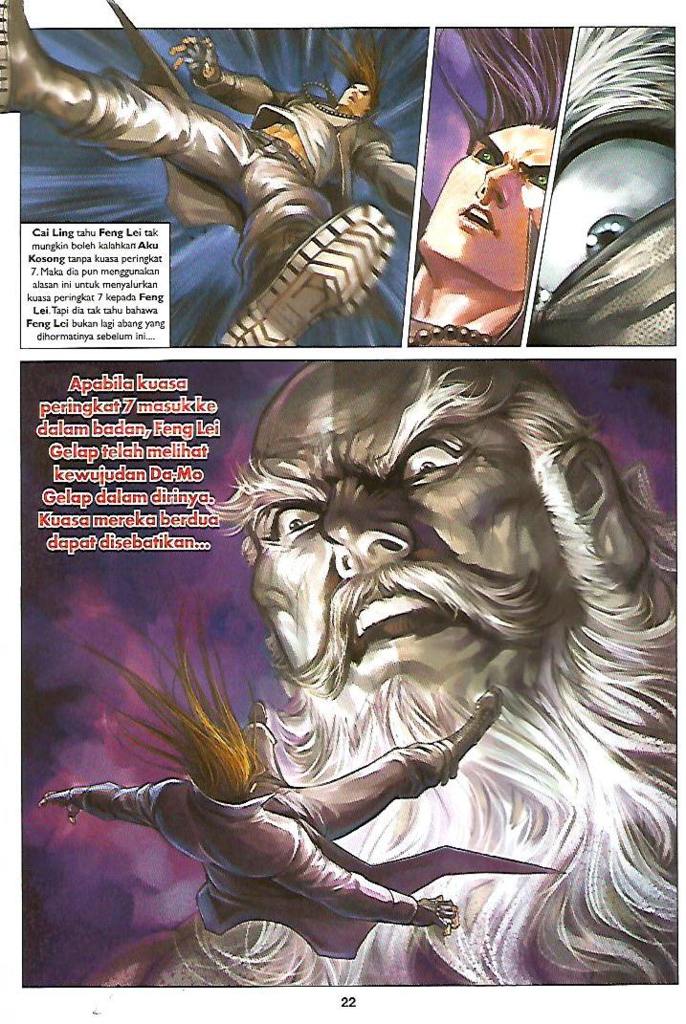 Cai Ling tahu Feng Lei tak
mungkin boleh kalahkan Aku
Kosong tanpa kuasa peringkat
7. Maka dia pun menggunakan
alasan ini untuk menyalurkan
kuasa peringkat 7 kepada Feng
Lei. Tapi dia tak tahu bahawa
Feng Lei bukan lagi abang yang
dihormatinya sebelum ini....
Apabila kuasa
peringkat 7 masuk ke
dalam badan, Feng Lei
Gelap telah melihat
kewujudan Da-Mo
Gelap dalam dirinya.
Kuasa mereka berdua
dapat disebatikan...
22